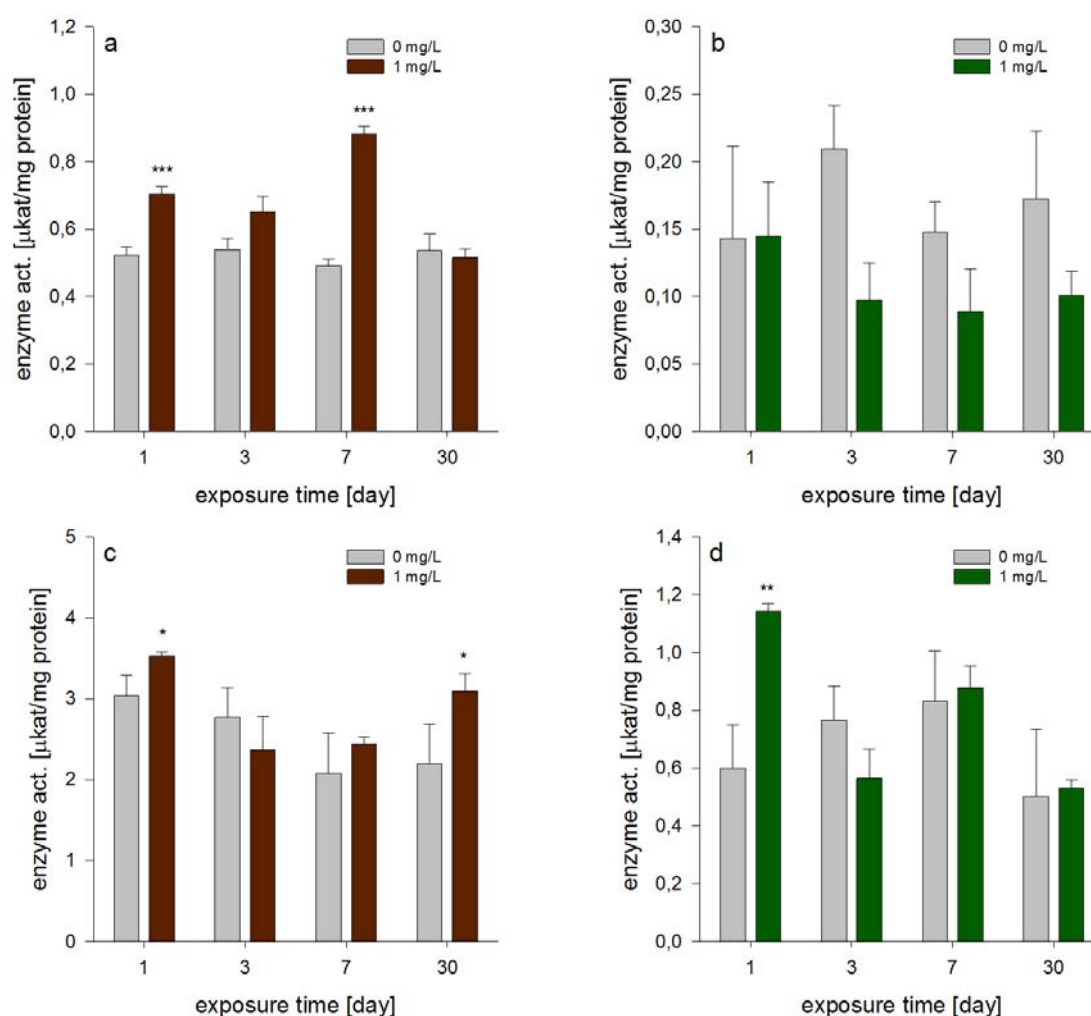 a
0 mg/L
1 mg/L
enzyme act. [μkat/mg protein]
1,2
1,0
0,8
0,6
0,4
0,2
0,0
***
***
1 3 7 30
exposure time [day]
b
0 mg/L
1 mg/L
enzyme act. [μkat/mg protein]
0,30
0,25
0,20
0,15
0,10
0,05
0,00
1 3 7 30
exposure time [day]
c
0 mg/L
1 mg/L
enzyme act. [μkat/mg protein]
5
4
3
2
1
0
*
*
1 3 7 30
exposure time [day]
d
0 mg/L
1 mg/L
enzyme act. [μkat/mg protein]
1,4
1,2
1,0
0,8
0,6
0,4
0,2
0,0
**
1 3 7 30
exposure time [day]